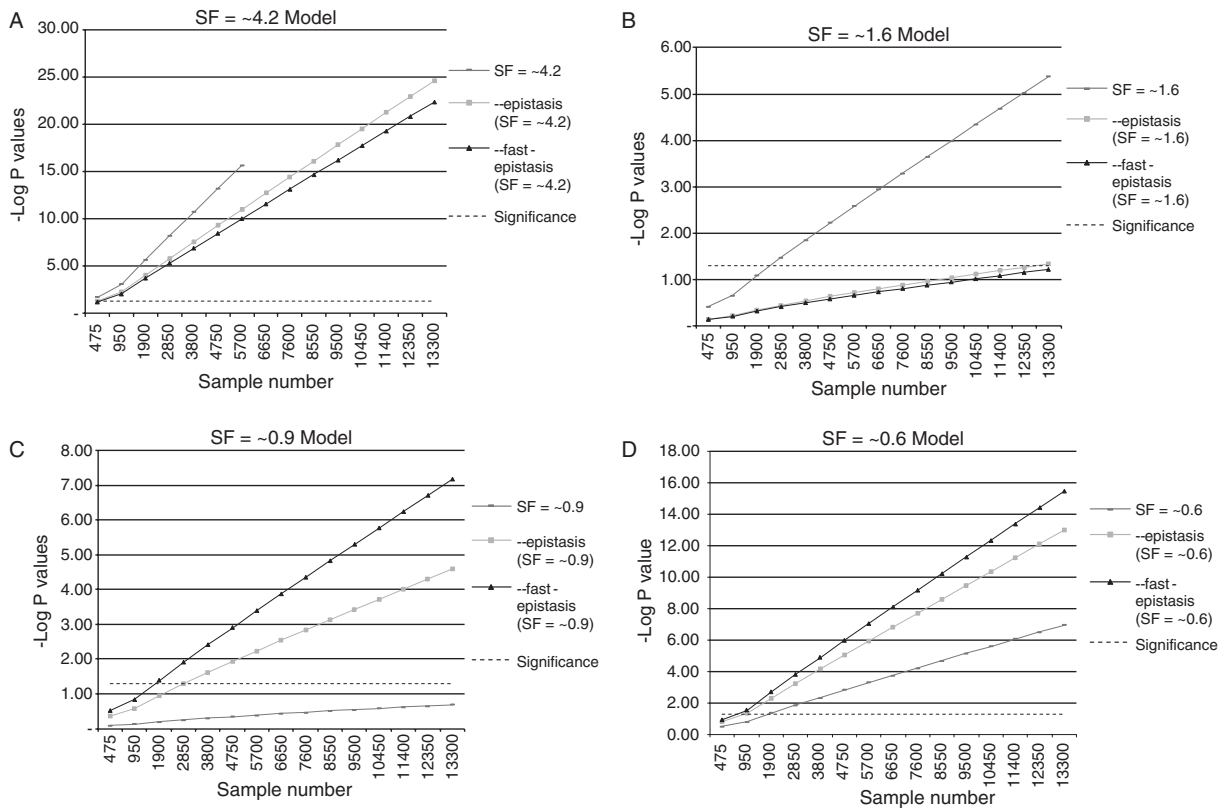 A
SF = ~4.2 Model
30.00
25.00
20.00
15.00
10.00
5.00
-
-Log P values
475
950
1900
2850
3800
4750
5700
6650
7600
8550
9500
10450
11400
12350
13300
Sample number
SF = ~4.2
--epistasis
(SF = ~4.2)
--fast-
epistasis
(SF = ~4.2)
Significance
B
SF = ~1.6 Model
6.00
5.00
4.00
3.00
2.00
1.00
-
-Log P values
475
950
1900
2850
3800
4750
5700
6650
7600
8550
9500
10450
11400
12350
13300
Sample number
SF = ~1.6
--epistasis
(SF = ~1.6)
--fast-
epistasis
(SF = ~1.6)
Significance
C
SF = ~0.9 Model
8.00
7.00
6.00
5.00
4.00
3.00
2.00
1.00
-
-Log P values
475
950
1900
2850
3800
4750
5700
6650
7600
8550
9500
10450
11400
12350
13300
Sample number
SF = ~0.9
--epistasis
(SF = ~0.9)
--fast-
epistasis
(SF = ~0.9)
Significance
D
SF = ~0.6 Model
18.00
16.00
14.00
12.00
10.00
8.00
6.00
4.00
2.00
0.00
-Log P value
475
950
1900
2850
3800
4750
5700
6650
7600
8550
9500
10450
11400
12350
13300
Sample number
SF = ~0.6
--epistasis
(SF = ~0.6)
--fast-
epistasis
(SF = ~0.6)
Significance